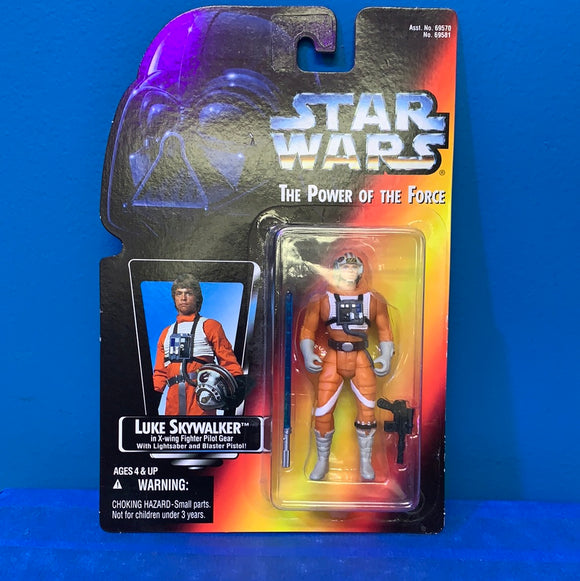 Asst. No. 69570
No. 69581
STAR
WARS®
THE POWER OF THE FORCE
LUKE SKYWALKER™
in X-wing Fighter Pilot Gear
With Lightsaber and Blaster Pistol!
AGES 4 & UP
⚠ WARNING:
CHOKING HAZARD-Small parts.
Not for children under 3 years.